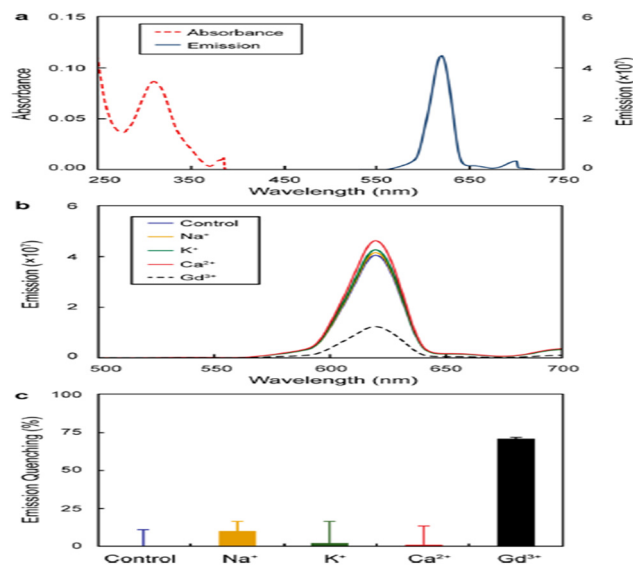 a
0.15
0.10
0.05
0.00
Absorbance
Absorbance
Emission
6
4
2
0
Emission (×10⁷)
250 350 450 550 650 750
Wavelength (nm)
b
6
4
2
0
Emission (×10⁷)
Control
Na⁺
K⁺
Ca²⁺
Gd³⁺
500 550 600 650 700
Wavelength (nm)
c
100
75
50
25
0
Emission Quenching (%)
Control Na⁺ K⁺ Ca²⁺ Gd³⁺